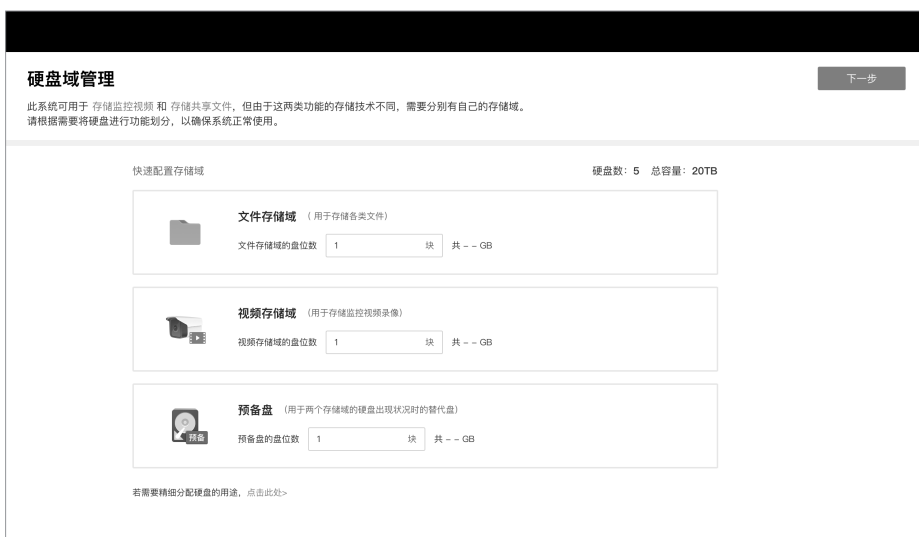 硬盘域管理
下一步
此系统可用于 存储监控视频 和 存储共享文件，但由于这两类功能的存储技术不同，需要分别有自己的存储域。
请根据需要将硬盘进行功能划分，以确保系统正常使用。
快速配置存储域
硬盘数：5 总容量：20TB
文件存储域 （用于存储各类文件）
文件存储域的盘位数 1 块 共 – – GB
视频存储域 （用于存储监控视频录像）
视频存储域的盘位数 1 块 共 – – GB
预备盘 （用于两个存储域的硬盘出现状况时的替代盘）
预备
预备盘的盘位数 1 块 共 – – GB
若需要精细分配硬盘的用途，点击此处>